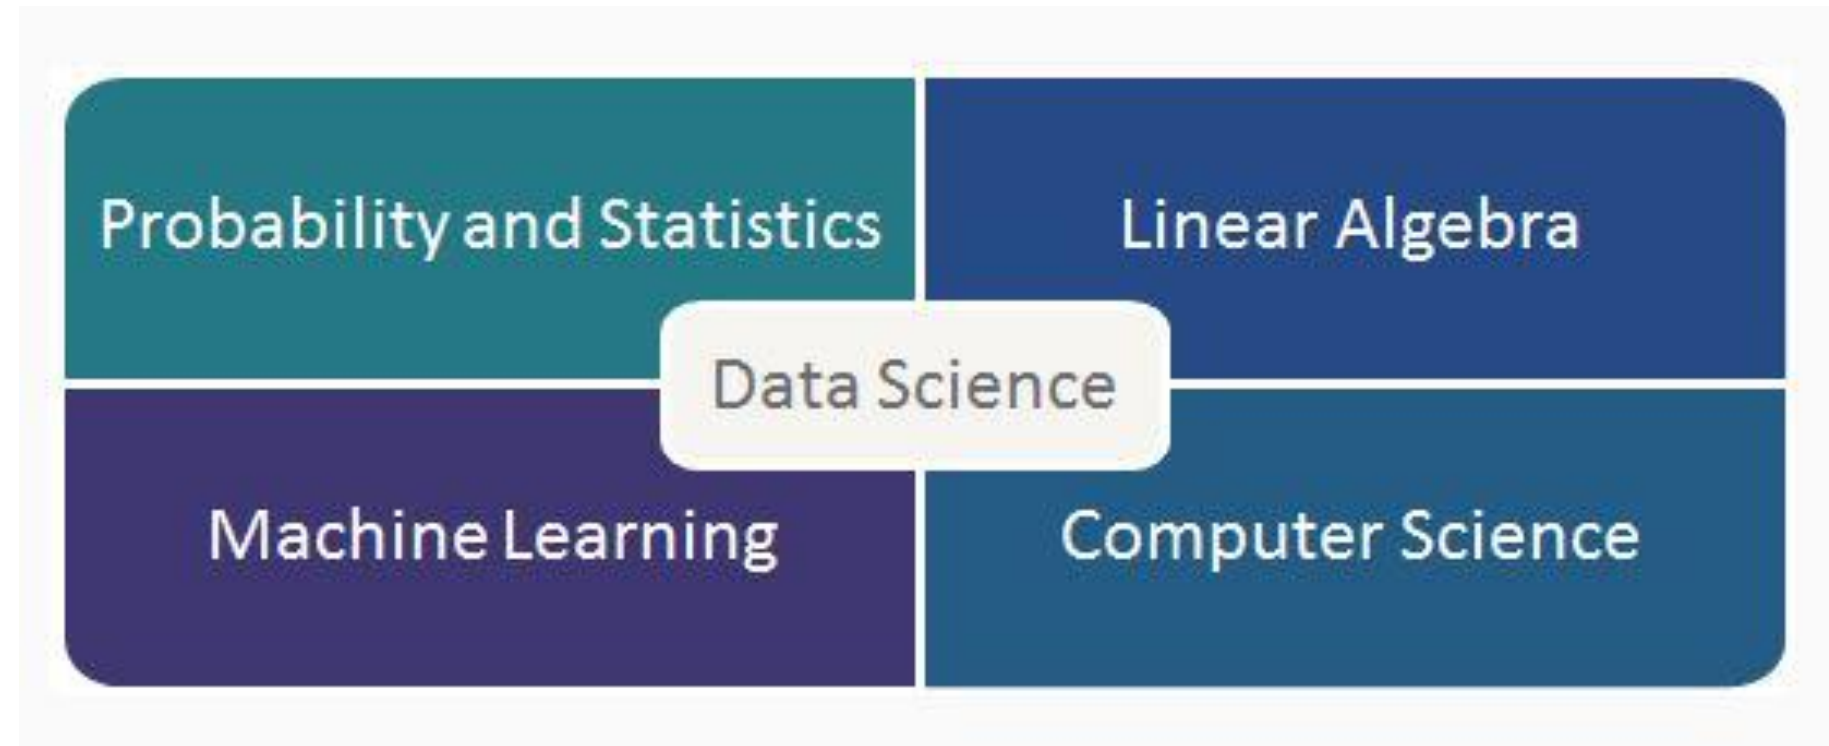 Probability and Statistics
Linear Algebra
Data Science
Machine Learning
Computer Science